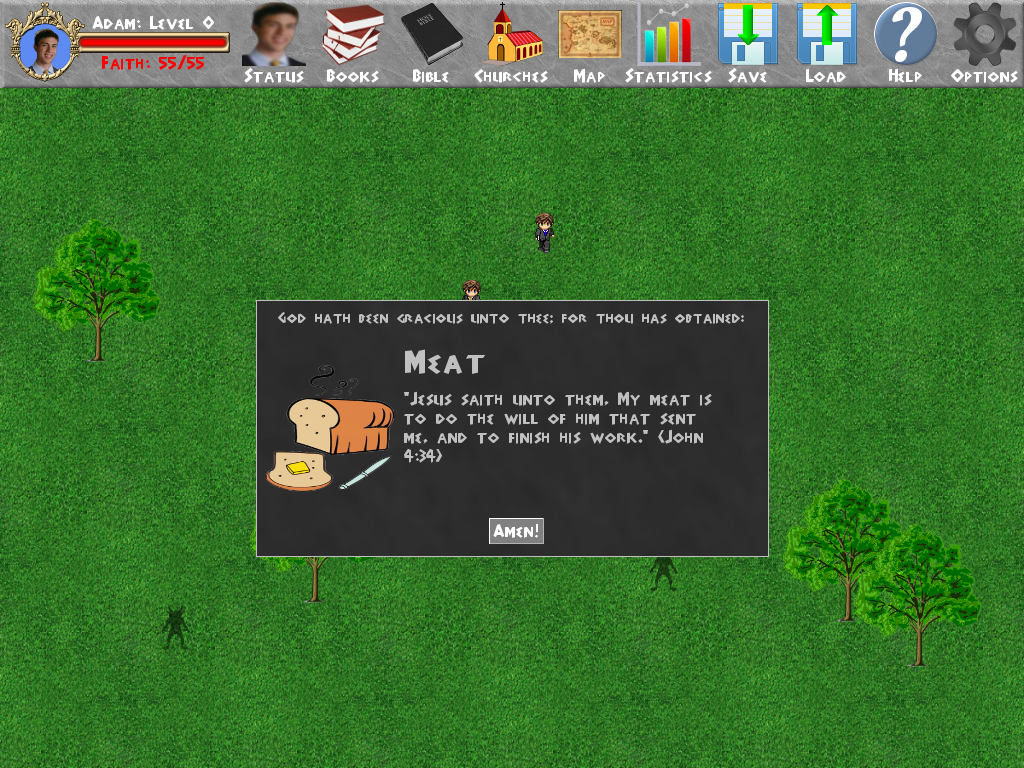 Adam: Level 0
Faith: 55/55
Status Books Bible Churches Map Statistics Save Load Help Options
God hath been gracious unto thee; for thou has obtained:
Meat
"Jesus saith unto them, My meat is
to do the will of him that sent
me, and to finish his work." (John
4:34)
Amen!